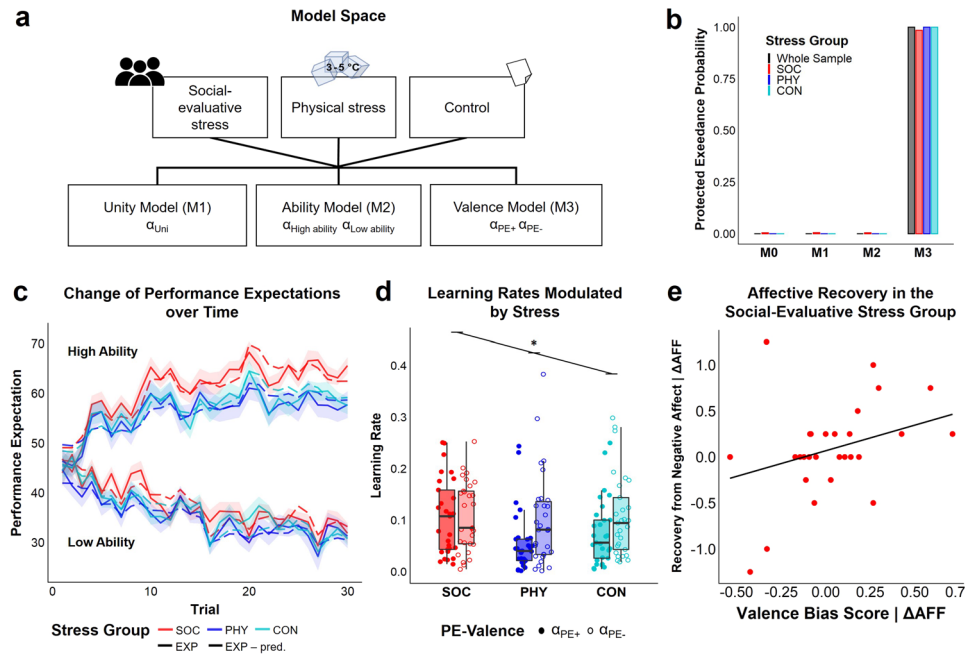 a
Model Space
3-5 °C
Social-
evaluative
stress
Physical stress
Control
Unity Model (M1)
αUni
Ability Model (M2)
αHigh ability αLow ability
Valence Model (M3)
αPE+ αPE-
b
Protected Exeedance Probability
1.00
0.75
0.50
0.25
0.00
Stress Group
Whole Sample
SOC
PHY
CON
M0 M1 M2 M3
c
Change of Performance Expectations
over Time
Performance Expectation
70
60
50
40
30
High Ability
Low Ability
0 10 20 30
Trial
Stress Group
SOC PHY CON
EXP EXP – pred.
d
Learning Rates Modulated
by Stress
*
Learning Rate
0.4
0.3
0.2
0.1
0.0
SOC PHY CON
PE-Valence αPE+ αPE-
e
Affective Recovery in the
Social-Evaluative Stress Group
Recovery from Negative Affect | ΔAFF
1.0
0.5
0.0
-0.5
-1.0
-0.50 -0.25 0.00 0.25 0.50 0.7
Valence Bias Score | ΔAFF